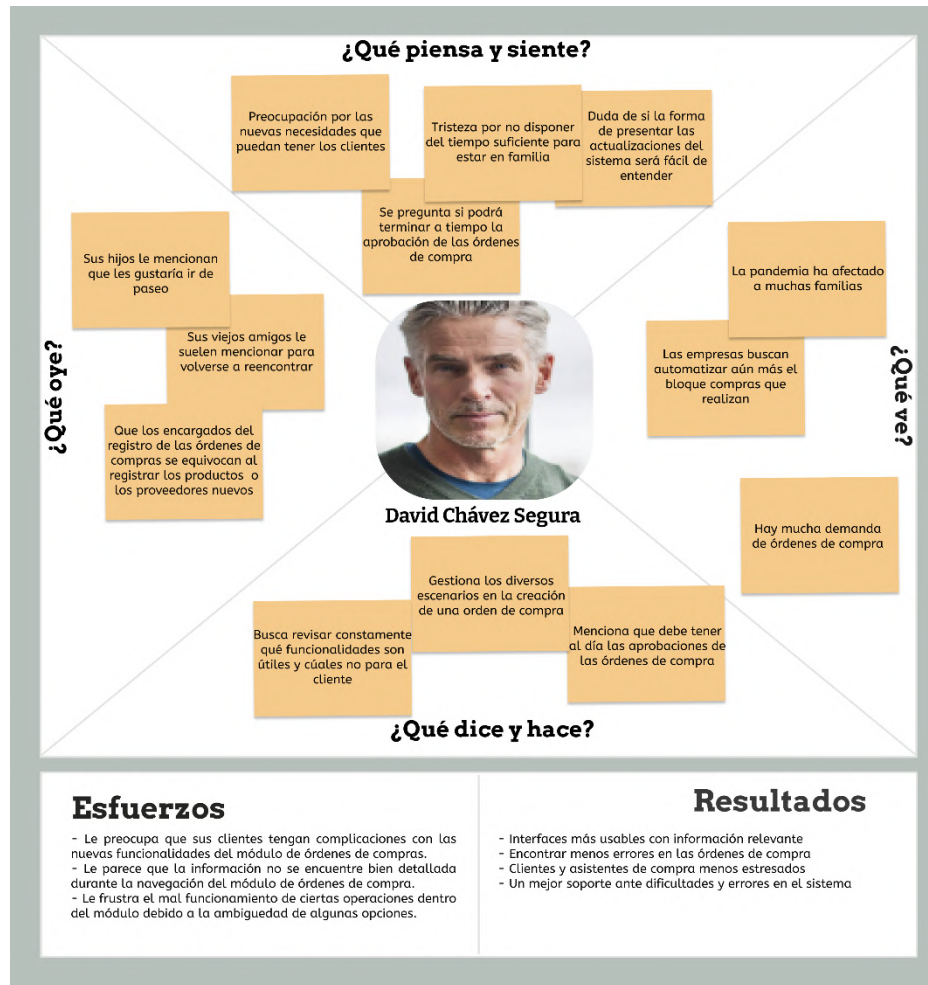 ¿Qué piensa y siente?
Preocupación por las
nuevas necesidades que
puedan tener los clientes
Tristeza por no disponer
del tiempo suficiente para
estar en familia
Duda de si la forma
de presentar las
actualizaciones del
sistema será fácil de
entender
Se pregunta si podrá
terminar a tiempo la
aprobación de las órdenes
de compra
¿Qué oye?
Sus hijos le mencionan
que les gustaría ir de
paseo
Sus viejos amigos le
suelen mencionar para
volverse a reencontrar
Que los encargados del
registro de las órdenes de
compras se equivocan al
registrar los productos o
los proveedores nuevos
¿Qué ve?
La pandemia ha afectado
a muchas familias
Las empresas buscan
automatizar aún más el
bloque compras que
realizan
Hay mucha demanda
de órdenes de compra
David Chávez Segura
Gestiona los diversos
escenarios en la creación
de una orden de compra
Busca revisar constamente
qué funcionalidades son
útiles y cúales no para el
cliente
Menciona que debe tener
al día las aprobaciones de
las órdenes de compra
¿Qué dice y hace?
Esfuerzos
- Le preocupa que sus clientes tengan complicaciones con las
nuevas funcionalidades del módulo de órdenes de compras.
- Le parece que la información no se encuentre bien detallada
durante la navegación del módulo de órdenes de compra.
- Le frustra el mal funcionamiento de ciertas operaciones dentro
del módulo debido a la ambiguedad de algunas opciones.
Resultados
- Interfaces más usables con información relevante
- Encontrar menos errores en las órdenes de compra
- Clientes y asistentes de compra menos estresados
- Un mejor soporte ante dificultades y errores en el sistema